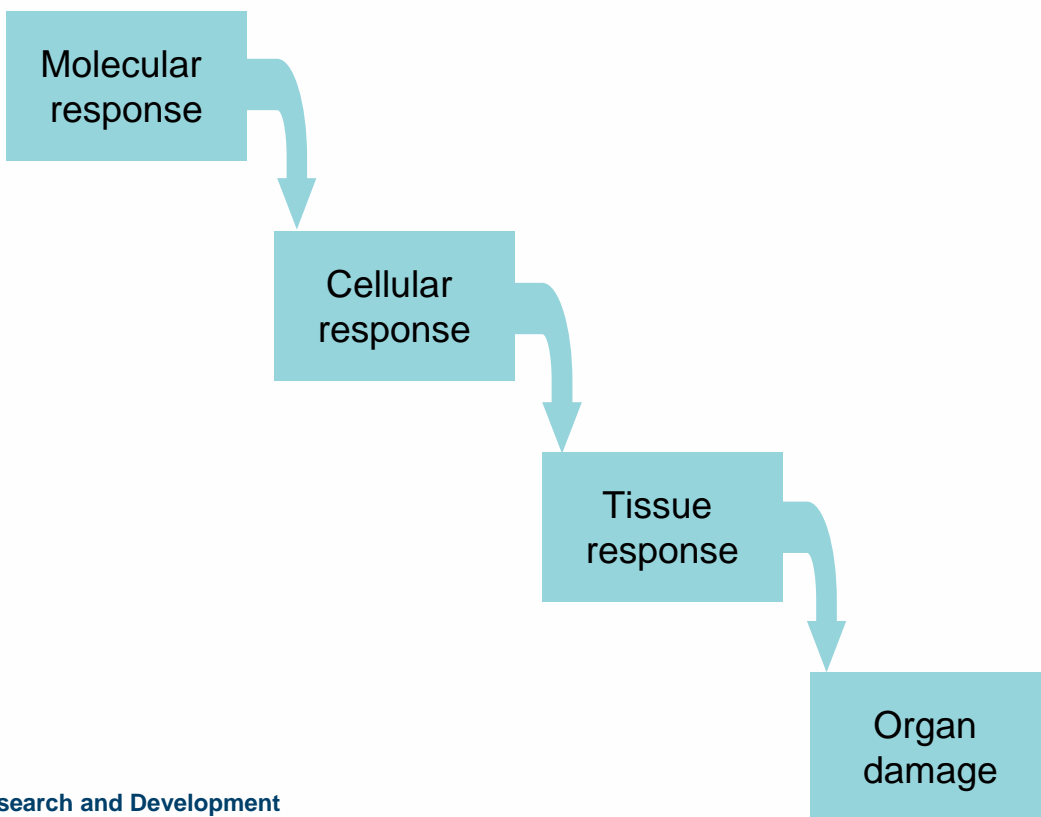 Molecular
response
Cellular
response
Tissue
response
Organ
damage
search and Development